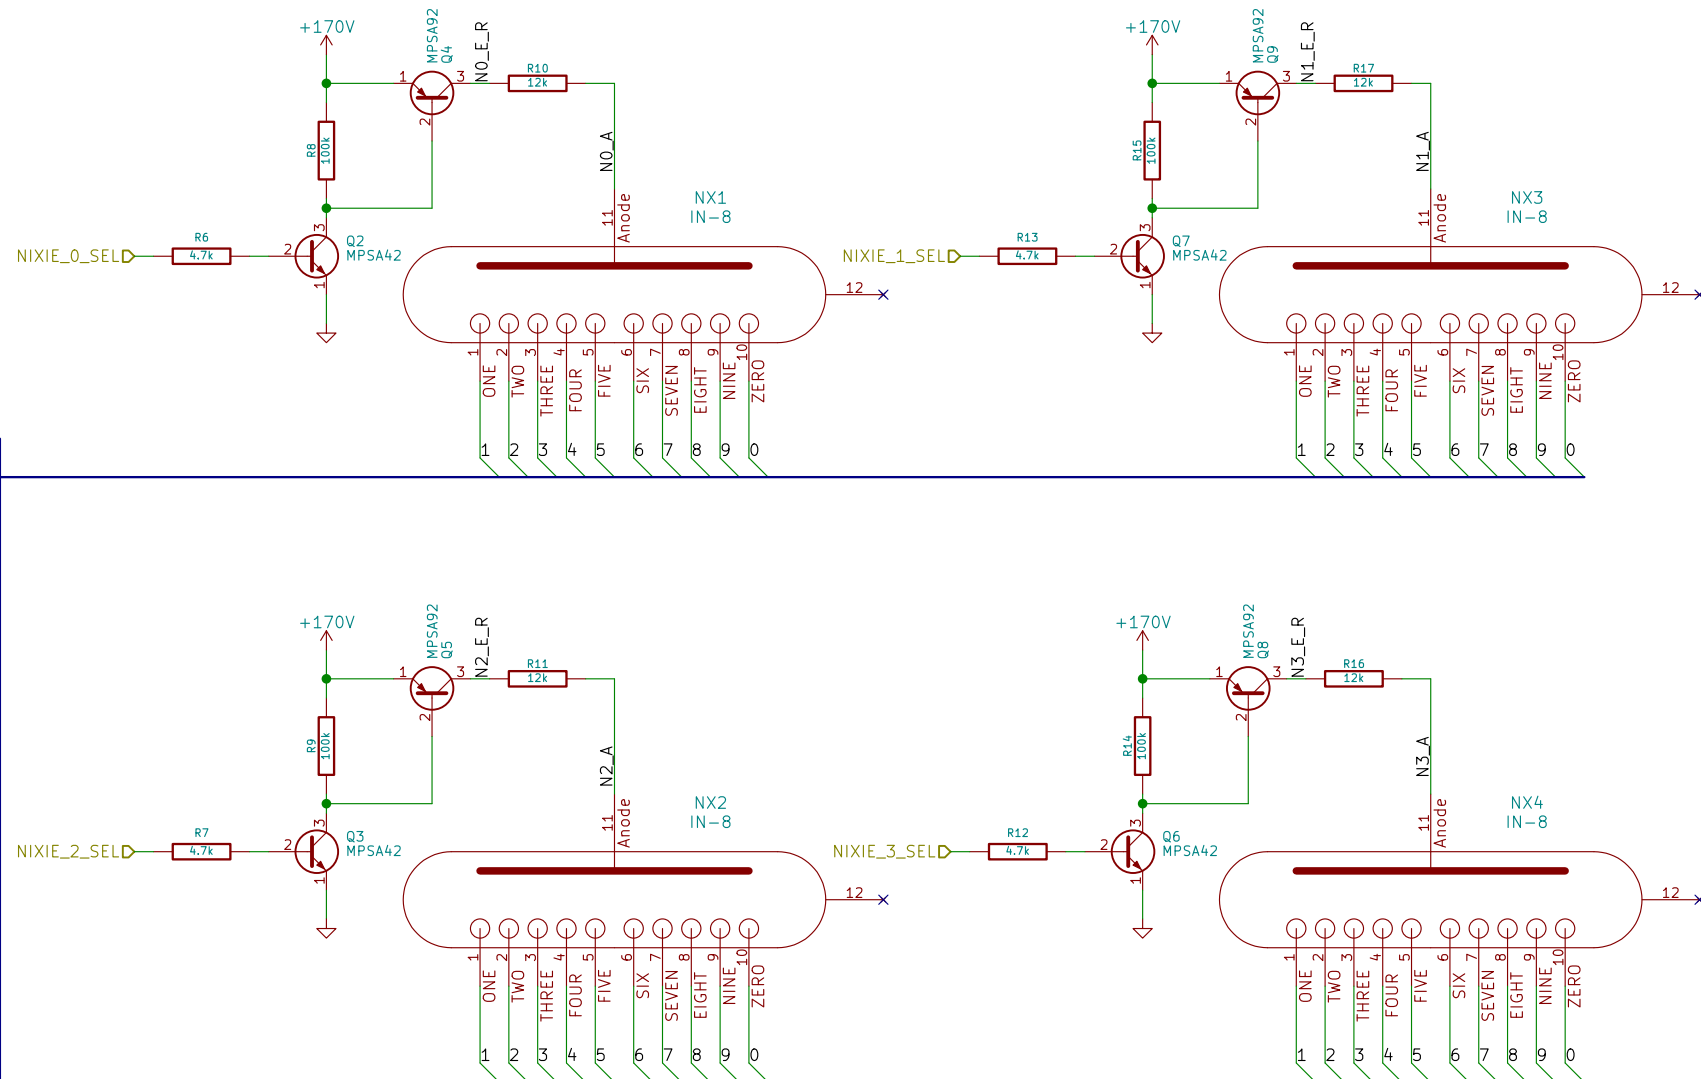 +170V
MPSA92
Q4
N0_E_R
1
3
2
R10
12k
R8
100k
N0_A
NX1
IN-8
11
Anode
NIXIE_0_SEL
R6
4.7k
2
3
1
Q2
MPSA42
12
1 2 3 4 5 6 7 8 9 10
ONE TWO THREE FOUR FIVE SIX SEVEN EIGHT NINE ZERO
1 2 3 4 5 6 7 8 9 0
+170V
MPSA92
Q9
N1_E_R
1
3
2
R17
12k
R15
100k
N1_A
NX3
IN-8
11
Anode
NIXIE_1_SEL
R13
4.7k
2
3
1
Q7
MPSA42
12
1 2 3 4 5 6 7 8 9 10
ONE TWO THREE FOUR FIVE SIX SEVEN EIGHT NINE ZERO
1 2 3 4 5 6 7 8 9 0
+170V
MPSA92
Q5
N2_E_R
1
3
2
R11
12k
R9
100k
N2_A
NX2
IN-8
11
Anode
NIXIE_2_SEL
R7
4.7k
2
3
1
Q3
MPSA42
12
1 2 3 4 5 6 7 8 9 10
ONE TWO THREE FOUR FIVE SIX SEVEN EIGHT NINE ZERO
1 2 3 4 5 6 7 8 9 0
+170V
MPSA92
Q8
N3_E_R
1
3
2
R16
12k
R14
100k
N3_A
NX4
IN-8
11
Anode
NIXIE_3_SEL
R12
4.7k
2
3
1
Q6
MPSA42
12
1 2 3 4 5 6 7 8 9 10
ONE TWO THREE FOUR FIVE SIX SEVEN EIGHT NINE ZERO
1 2 3 4 5 6 7 8 9 0